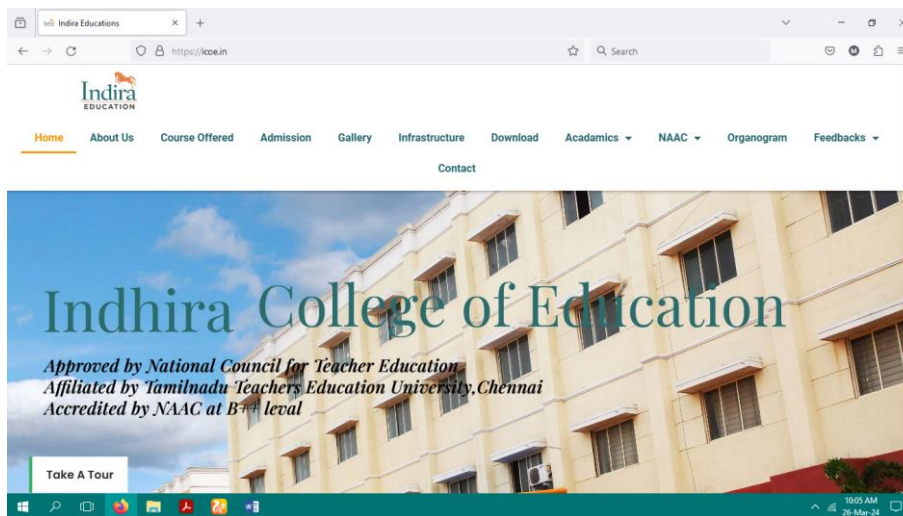 Indira Educations
https://icoe.in
Search
Indira
EDUCATION
Home About Us Course Offered Admission Gallery Infrastructure Download Acadamics NAAC Organogram Feedbacks
Contact
Indhira College of Education
Approved by National Council for Teacher Education
Affiliated by Tamilnadu Teachers Education University,Chennai
Accredited by NAAC at B++ leval
Take A Tour
10:05 AM
26-Mar-24